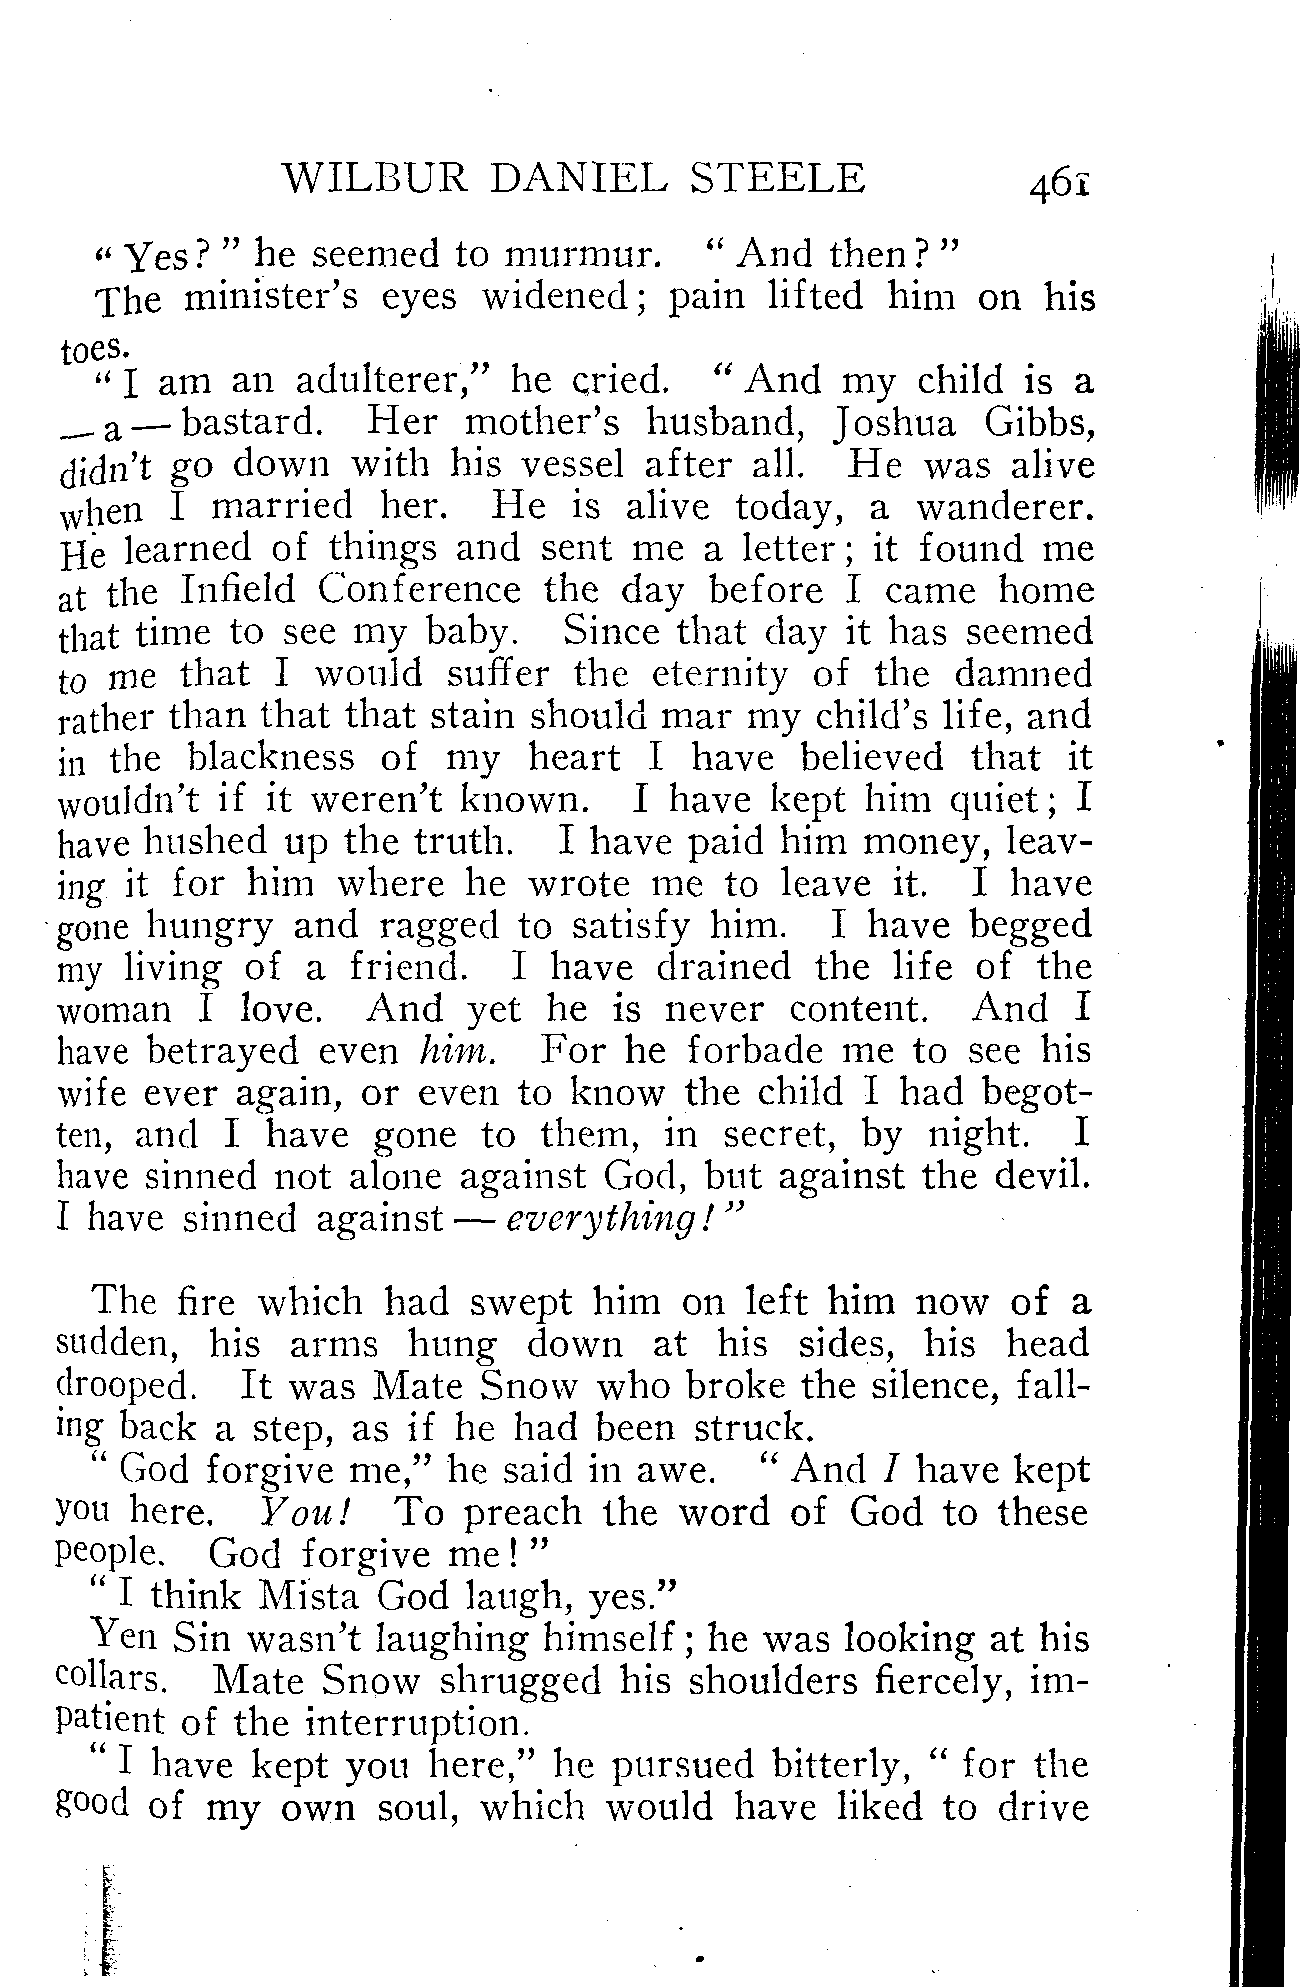 WILBUR DANIEL STEELE 461
“ Yes? ” he seemed to murmur. “ And then? ”
The minister’s eyes widened; pain lifted him on his
toes.
“ I am an adulterer,” he cried. “ And my child is a
— a — bastard. Her mother’s husband, Joshua Gibbs,
didn’t go down with his vessel after all. He was alive
when I married her. He is alive today, a wanderer.
He learned of things and sent me a letter; it found me
at the Infield Conference the day before I came home
that time to see my baby. Since that day it has seemed
to me that I would suffer the eternity of the damned
rather than that that stain should mar my child’s life, and
in the blackness of my heart I have believed that it
wouldn’t if it weren’t known. I have kept him quiet; I
have hushed up the truth. I have paid him money, leav-
ing it for him where he wrote me to leave it. I have
gone hungry and ragged to satisfy him. I have begged
my living of a friend. I have drained the life of the
woman I love. And yet he is never content. And I
have betrayed even him. For he forbade me to see his
wife ever again, or even to know the child I had begot-
ten, and I have gone to them, in secret, by night. I
have sinned not alone against God, but against the devil.
I have sinned against — everything! ”
The fire which had swept him on left him now of a
sudden, his arms hung down at his sides, his head
drooped. It was Mate Snow who broke the silence, fall-
ing back a step, as if he had been struck.
“ God forgive me,” he said in awe. “ And I have kept
you here. You! To preach the word of God to these
people. God forgive me! ”
“ I think Mista God laugh, yes.”
Yen Sin wasn’t laughing himself; he was looking at his
collars. Mate Snow shrugged his shoulders fiercely, im-
patient of the interruption.
“ I have kept you here,” he pursued bitterly, “ for the
good of my own soul, which would have liked to drive